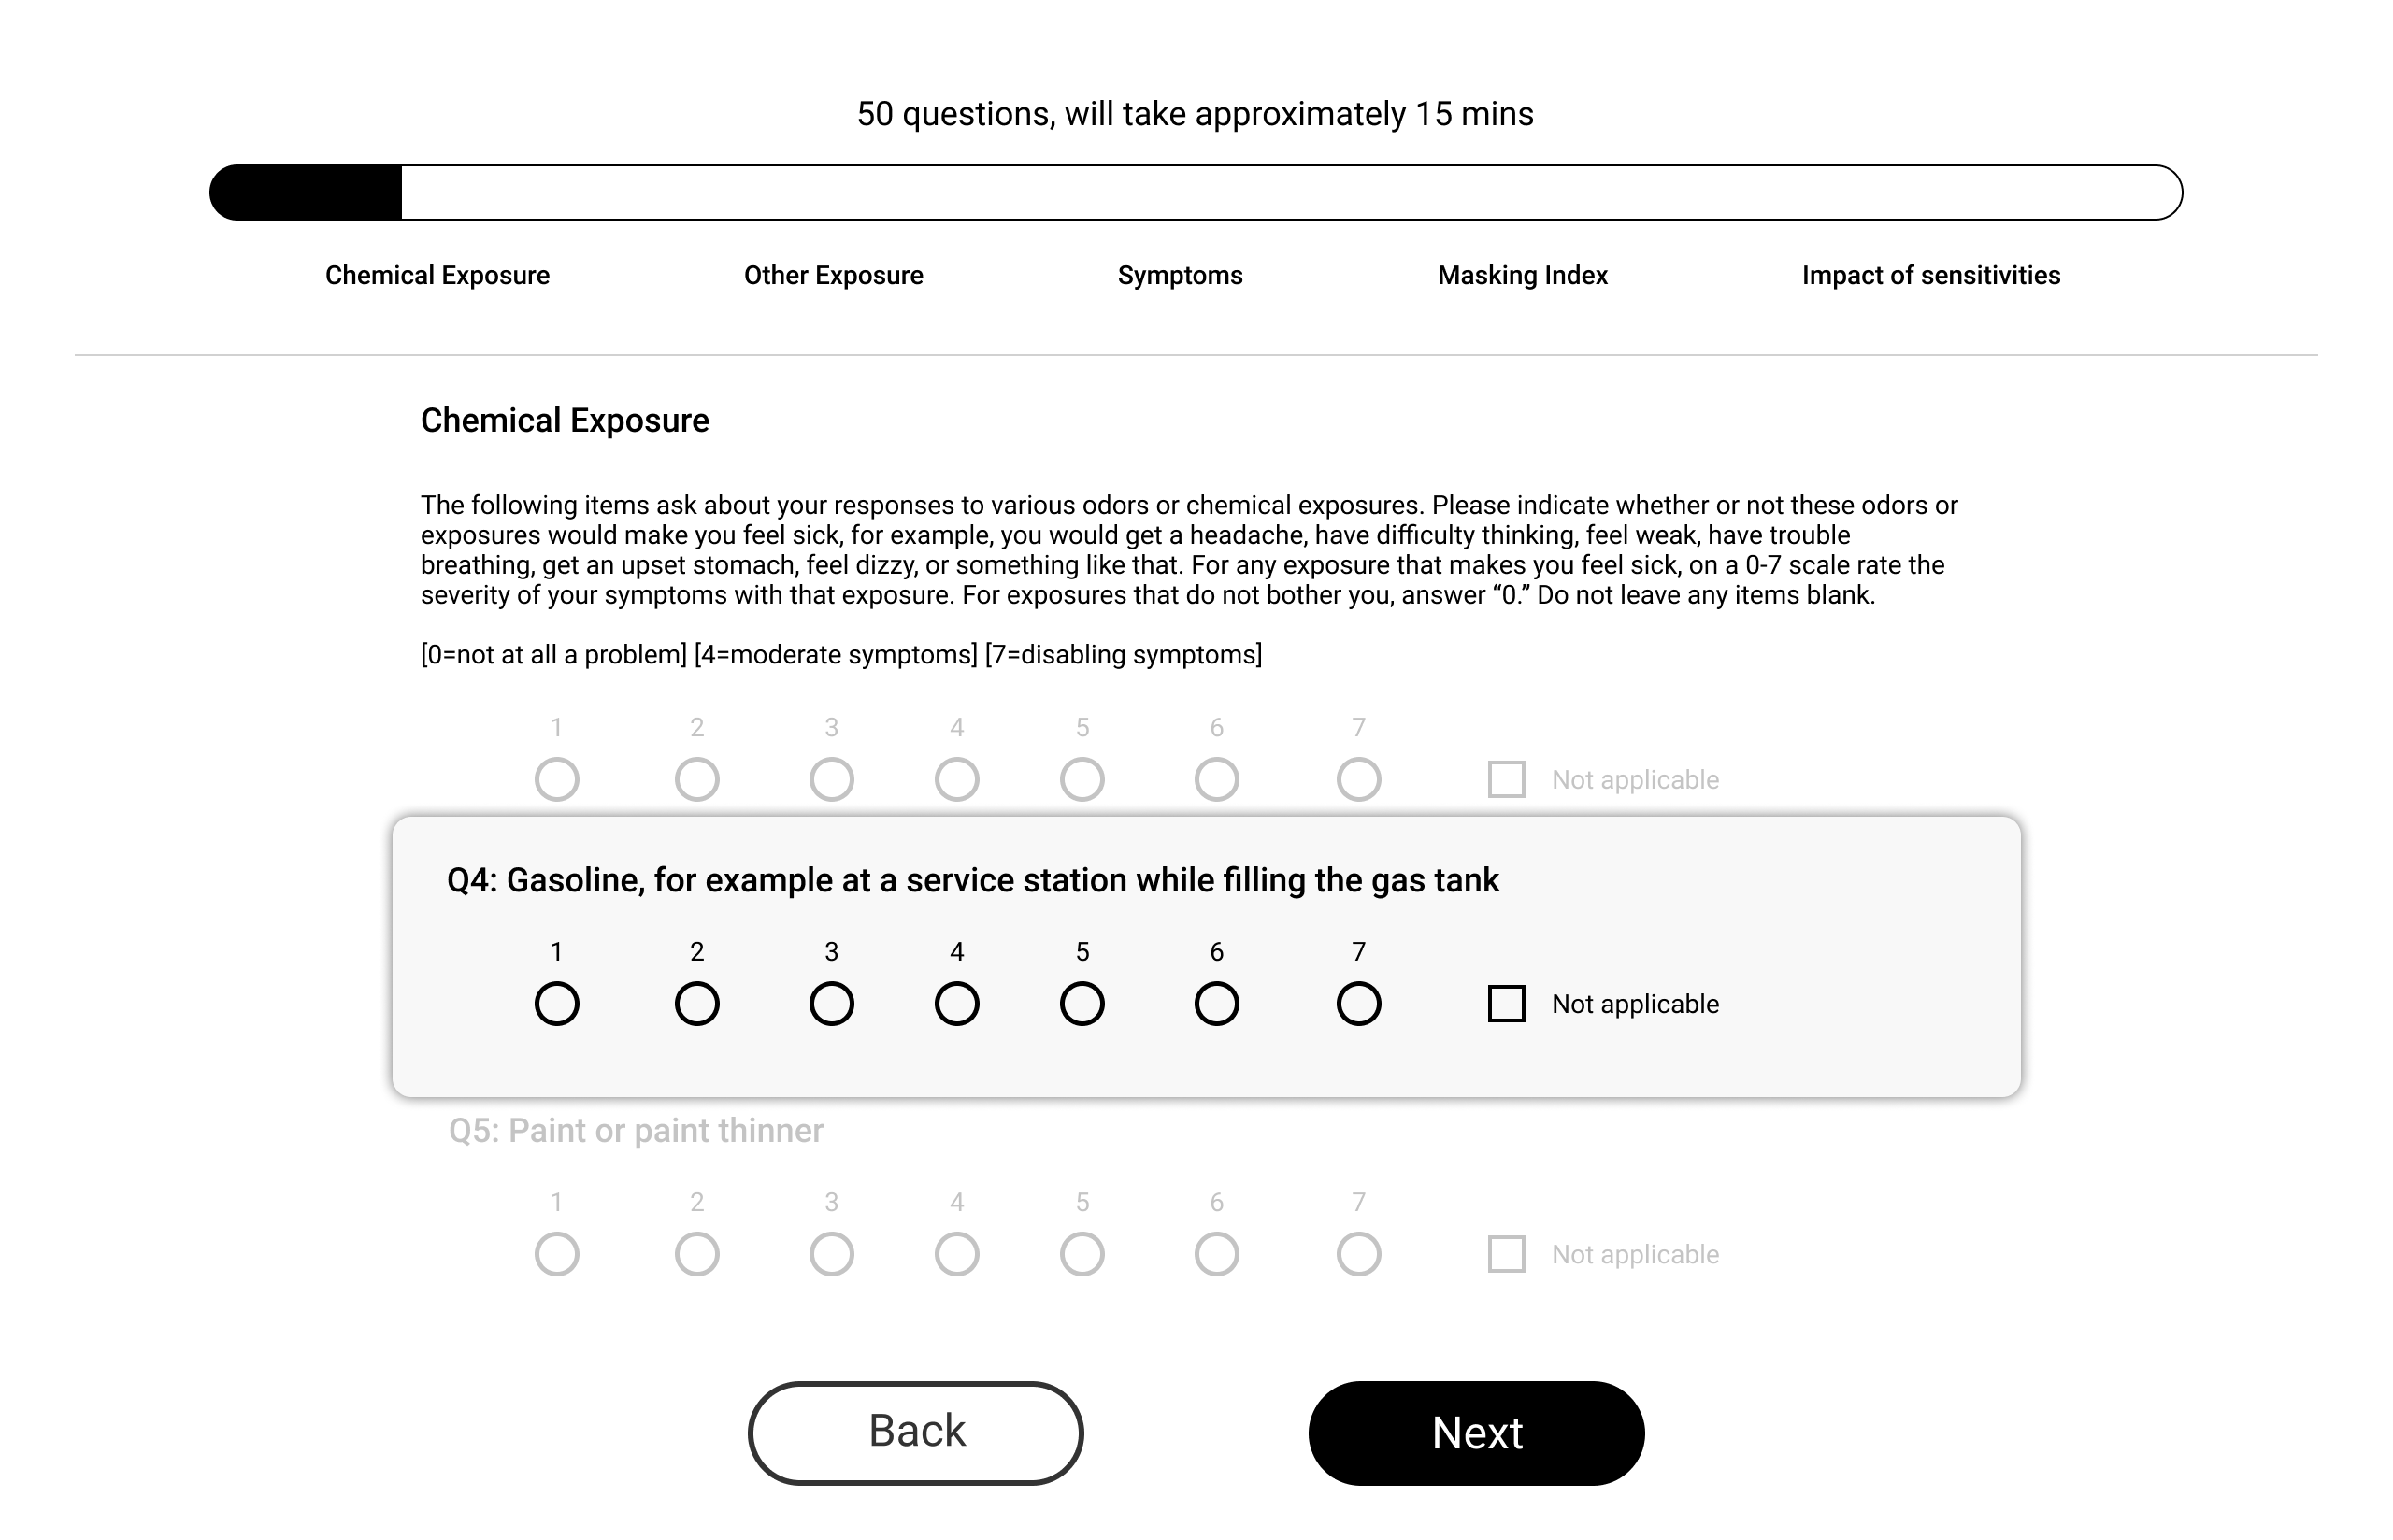 50 questions, will take approximately 15 mins
Chemical Exposure Other Exposure Symptoms Masking Index Impact of sensitivities
Chemical Exposure
The following items ask about your responses to various odors or chemical exposures. Please indicate whether or not these odors or
exposures would make you feel sick, for example, you would get a headache, have difficulty thinking, feel weak, have trouble
breathing, get an upset stomach, feel dizzy, or something like that. For any exposure that makes you feel sick, on a 0-7 scale rate the
severity of your symptoms with that exposure. For exposures that do not bother you, answer “0.” Do not leave any items blank.
[0=not at all a problem] [4=moderate symptoms] [7=disabling symptoms]
1 2 3 4 5 6 7
Not applicable
Q4: Gasoline, for example at a service station while filling the gas tank
1 2 3 4 5 6 7
Not applicable
Q5: Paint or paint thinner
1 2 3 4 5 6 7
Not applicable
Back Next